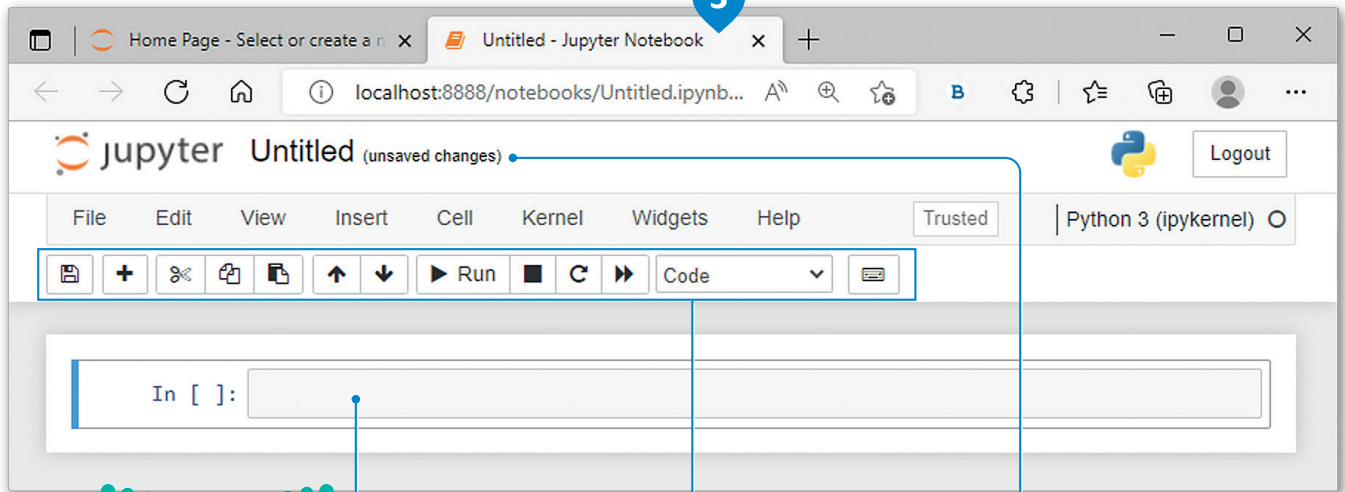 3
Home Page - Select or create a n
Untitled - Jupyter Notebook
localhost:8888/notebooks/Untitled.ipynb...
B
jupyter Untitled (unsaved changes)
Logout
File Edit View Insert Cell Kernel Widgets Help Trusted Python 3 (ipykernel)
Run Code
In [ ]: